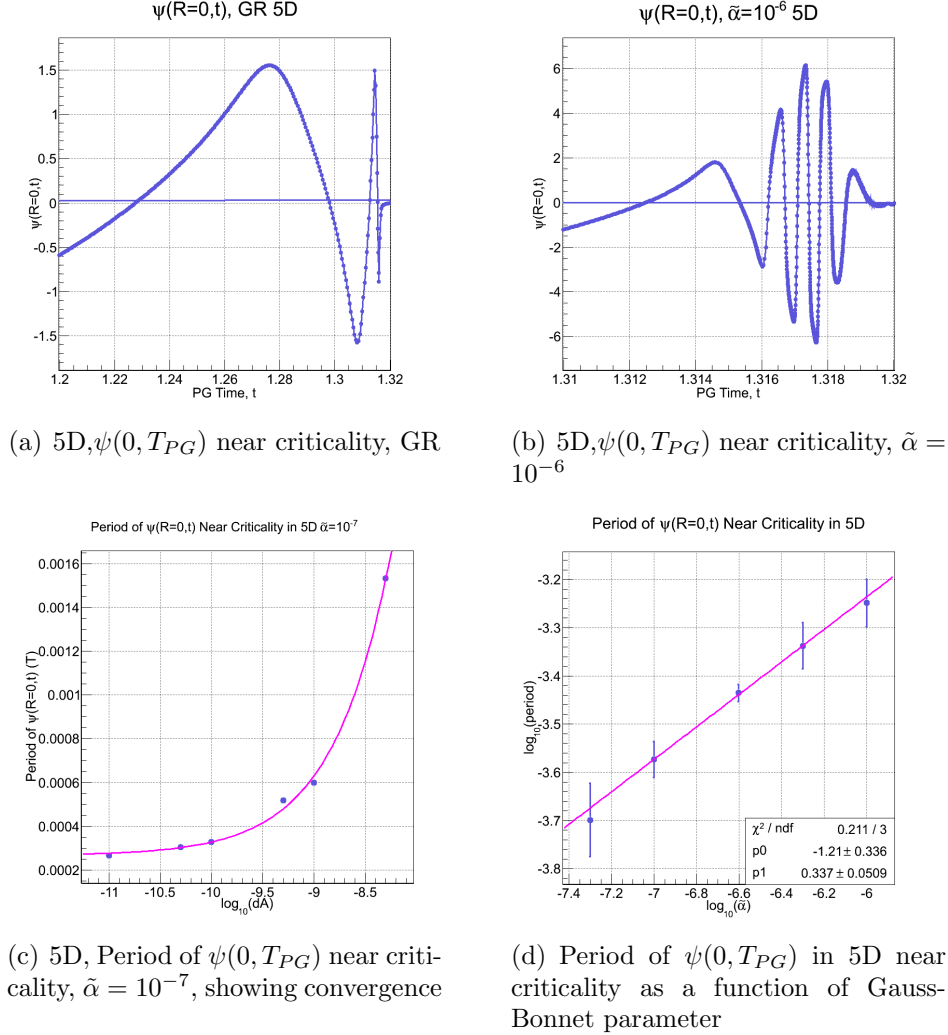 ψ(R=0,t), GR 5D
ψ(R=0,t)
1.5
1
0.5
0
-0.5
-1
-1.5
1.2 1.22 1.24 1.26 1.28 1.3 1.32
PG Time, t
(a) 5D,ψ(0, T_PG) near criticality, GR
ψ(R=0,t), α̃=10⁻⁶ 5D
ψ(R=0,t)
6
4
2
0
-2
-4
-6
1.31 1.312 1.314 1.316 1.318 1.32
PG Time, t
(b) 5D,ψ(0, T_PG) near criticality, α̃ =
10⁻⁶
Period of ψ(R=0,t) Near Criticality in 5D α̃=10⁻⁷
Period of ψ(R=0,t) (T)
0.0016
0.0014
0.0012
0.001
0.0008
0.0006
0.0004
0.0002
-11 -10.5 -10 -9.5 -9 -8.5
log₁₀(dA)
(c) 5D, Period of ψ(0, T_PG) near criti-
cality, α̃ = 10⁻⁷, showing convergence
Period of ψ(R=0,t) Near Criticality in 5D
log₁₀(period)
-3.2
-3.3
-3.4
-3.5
-3.6
-3.7
-3.8
χ² / ndf 0.211 / 3
p0 -1.21 ± 0.336
p1 0.337 ± 0.0509
-7.4 -7.2 -7 -6.8 -6.6 -6.4 -6.2 -6
log₁₀(α̃)
(d) Period of ψ(0, T_PG) in 5D near
criticality as a function of Gauss-
Bonnet parameter